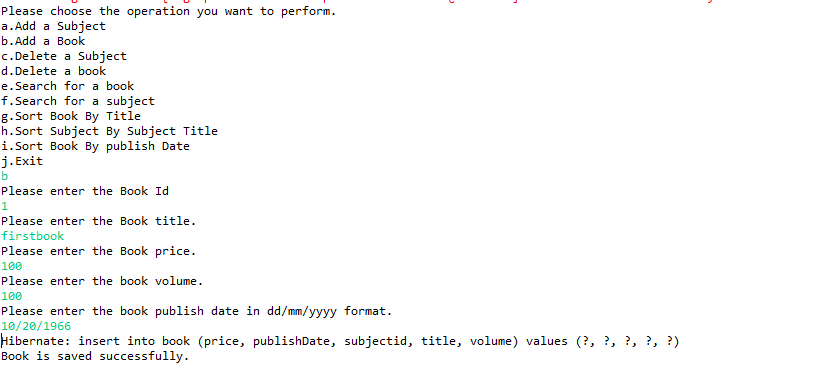 Please choose the operation you want to perform.
a.Add a Subject
b.Add a Book
c.Delete a Subject
d.Delete a book
e.Search for a book
f.Search for a subject
g.Sort Book By Title
h.Sort Subject By Subject Title
i.Sort Book By publish Date
j.Exit
b
Please enter the Book Id
1
Please enter the Book title.
firstbook
Please enter the Book price.
100
Please enter the book volume.
100
Please enter the book publish date in dd/mm/yyyy format.
10/20/1966
Hibernate: insert into book (price, publishDate, subjectid, title, volume) values (?, ?, ?, ?, ?)
Book is saved successfully.